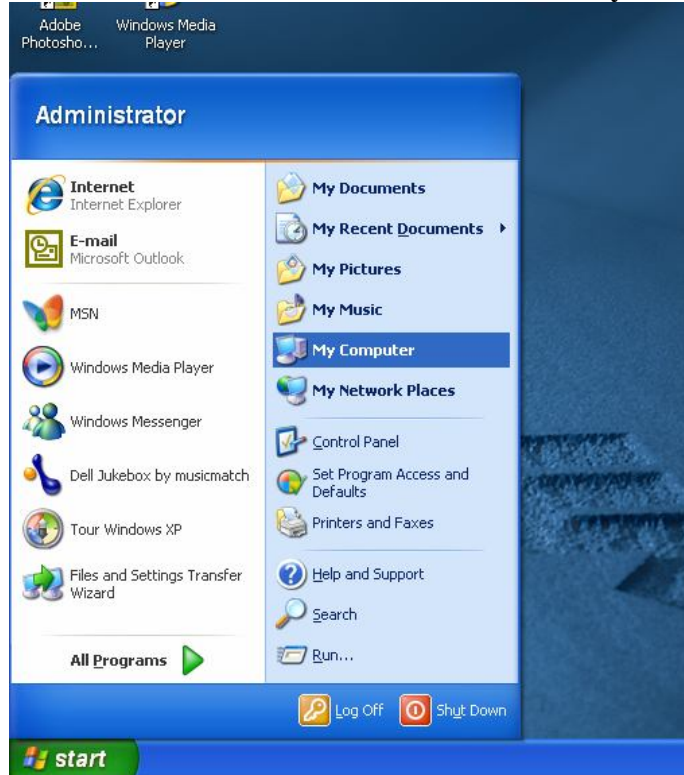 Adobe
Photosho...
Windows Media
Player
Administrator
Internet
Internet Explorer
E-mail
Microsoft Outlook
MSN
Windows Media Player
Windows Messenger
Dell Jukebox by musicmatch
Tour Windows XP
Files and Settings Transfer
Wizard
All Programs
My Documents
My Recent Documents
My Pictures
My Music
My Computer
My Network Places
Control Panel
Set Program Access and
Defaults
Printers and Faxes
Help and Support
Search
Run...
Log Off
Shut Down
start